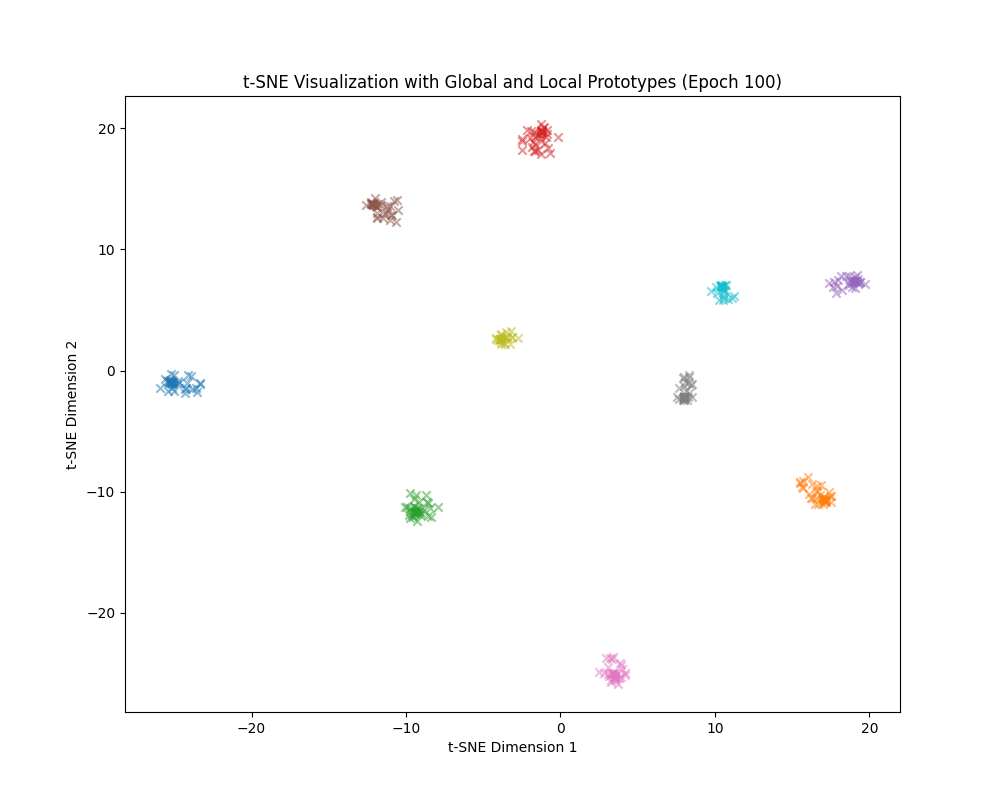 t-SNE Visualization with Global and Local Prototypes (Epoch 100)
20
10
0
−10
−20
t-SNE Dimension 2
−20 −10 0 10 20
t-SNE Dimension 1